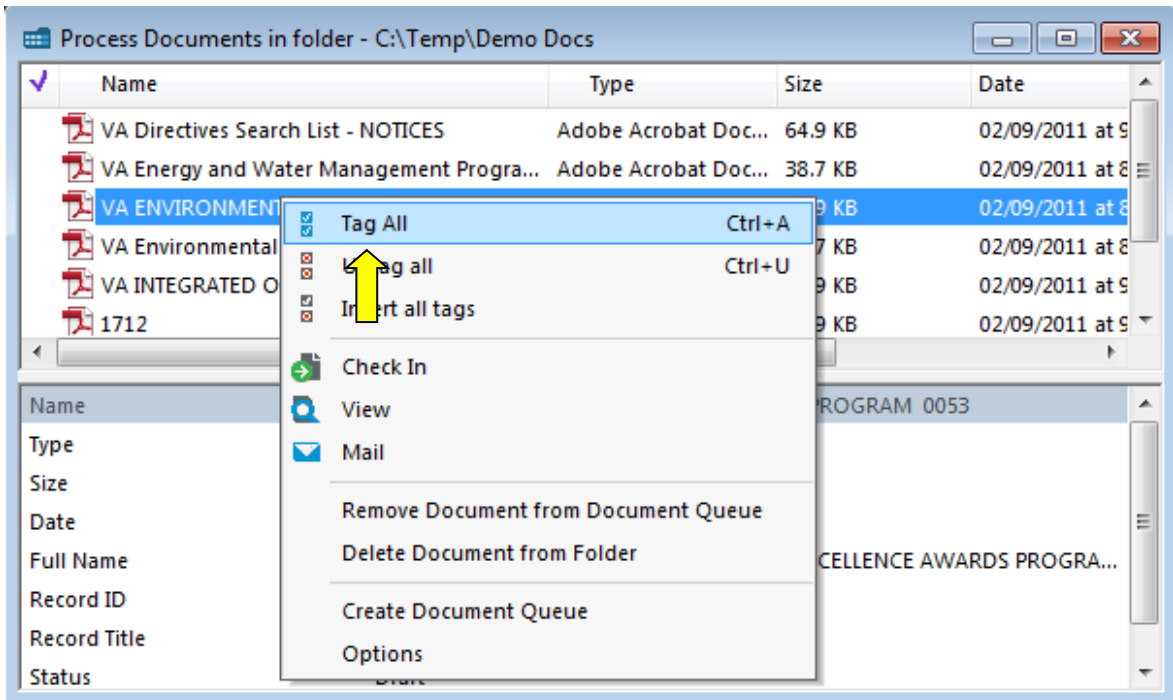 Process Documents in folder - C:\Temp\Demo Docs
Name Type Size Date
VA Directives Search List - NOTICES Adobe Acrobat Doc... 64.9 KB 02/09/2011 at 9
VA Energy and Water Management Progra... Adobe Acrobat Doc... 38.7 KB 02/09/2011 at 8
VA ENVIRONMENT 9 KB 02/09/2011 at 8
Tag All Ctrl+A
VA Environmental 7 KB 02/09/2011 at 8
all Ctrl+U
VA INTEGRATED O 9 KB 02/09/2011 at 9
all tags
1712 9 KB 02/09/2011 at 9
Check In
Name PROGRAM 0053
View
Type
Mail
Size
Remove Document from Document Queue
Date
Delete Document from Folder
Full Name CELLENCE AWARDS PROGRA...
Record ID
Create Document Queue
Record Title
Options
Status